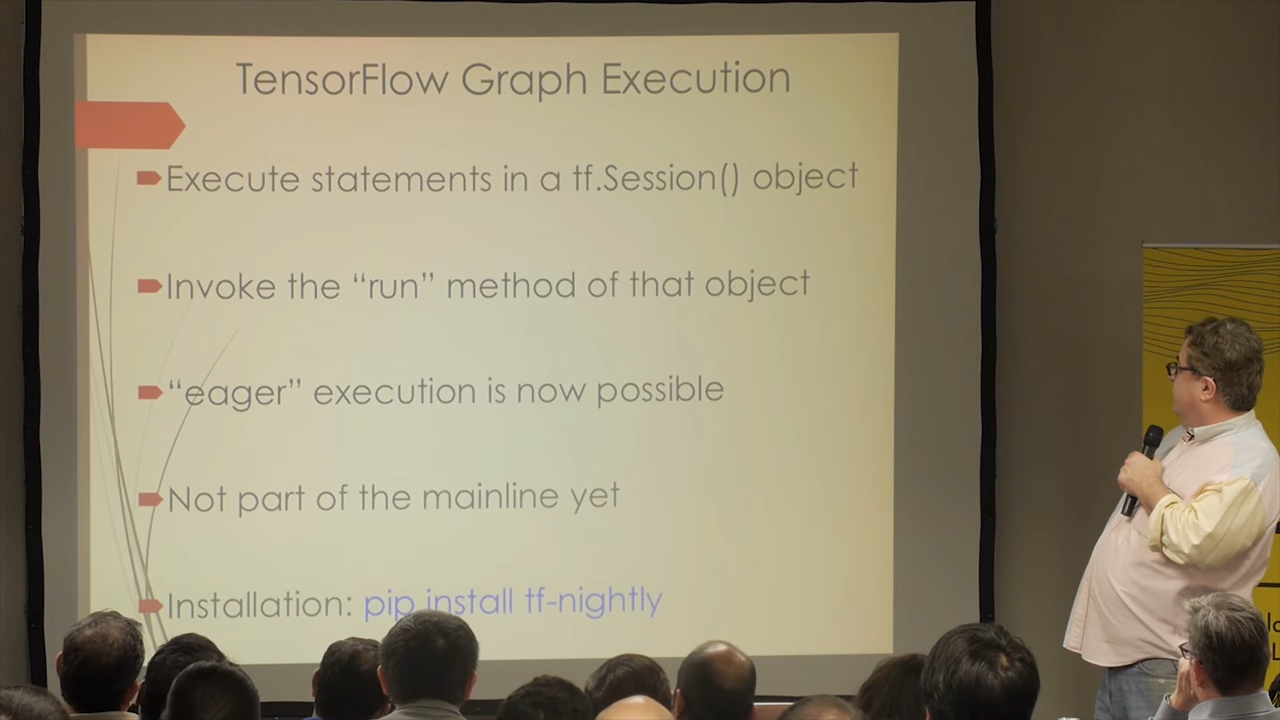 TensorFlow Graph Execution
Execute statements in a tf.Session() object
Invoke the “run” method of that object
“eager” execution is now possible
Not part of the mainline yet
Installation: pip install tf-nightly